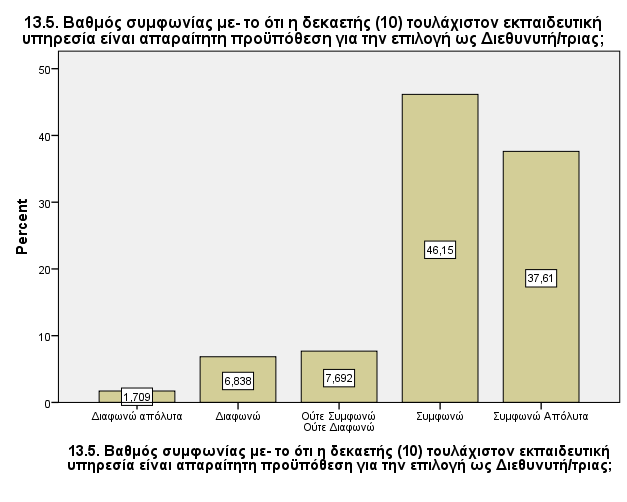 13.5. Βαθμός συμφωνίας με- το ότι η δεκαετής (10) τουλάχιστον εκπαιδευτική
υπηρεσία είναι απαραίτητη προϋπόθεση για την επιλογή ως Διεθυνυτή/τριας;
Percent
50
40
30
20
10
0
1,709
6,838
7,692
46,15
37,61
Διαφωνώ απόλυτα
Διαφωνώ
Ούτε Συμφωνώ
Ούτε Διαφωνώ
Συμφωνώ
Συμφωνώ Απόλυτα
13.5. Βαθμός συμφωνίας με- το ότι η δεκαετής (10) τουλάχιστον εκπαιδευτική
υπηρεσία είναι απαραίτητη προϋπόθεση για την επιλογή ως Διεθυνυτή/τριας;